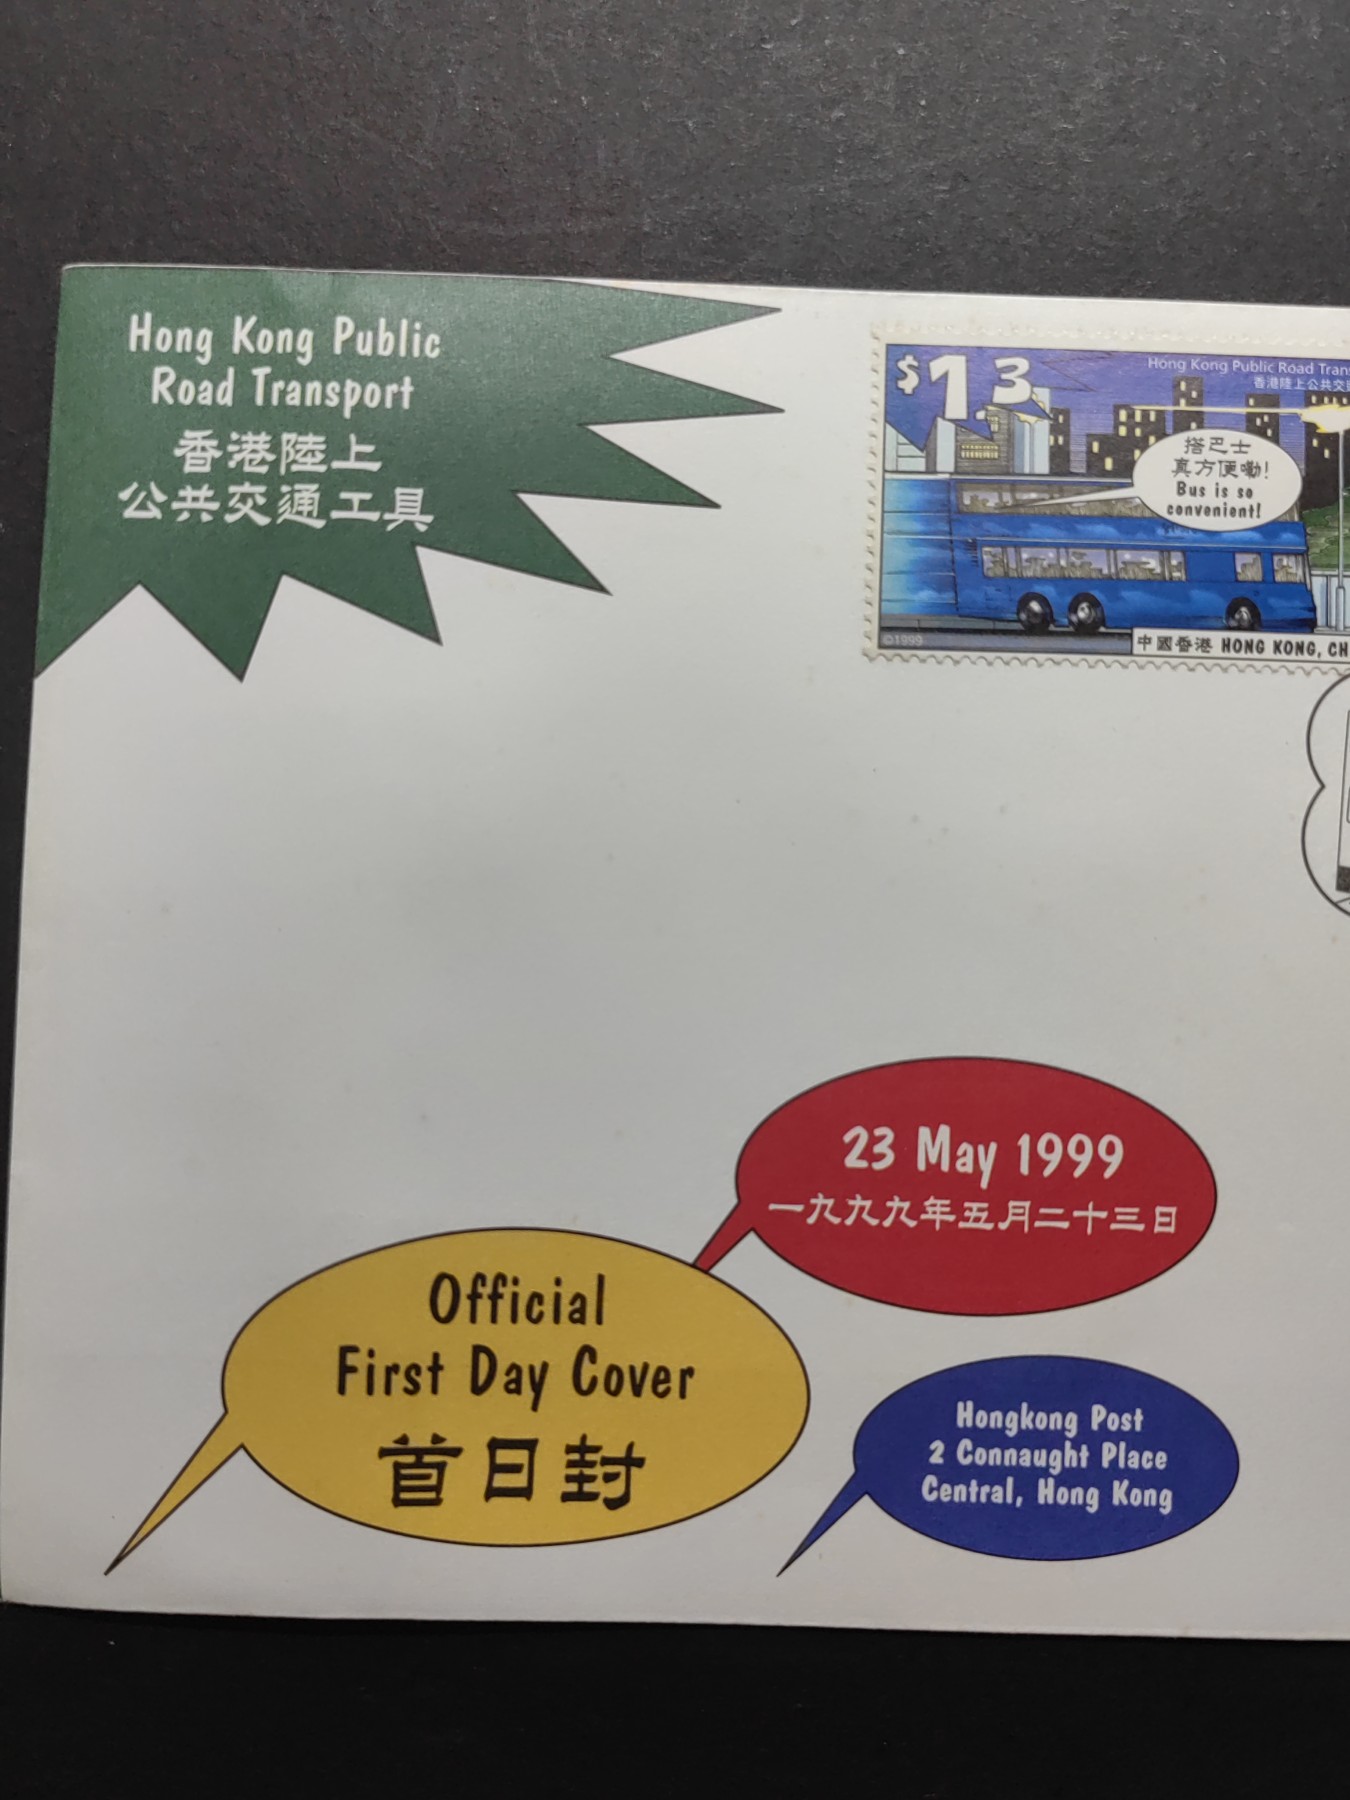 Hong Kong Public
Road Transport
香港陸上
公共交通工具
$1.3
Hong Kong Public Road
香港陸上公共
搭巴士
真方便嘞!
Bus is so
convenient!
©1999
中國香港 HONG KONG,
23 May 1999
一九九九年五月二十三日
Official
First Day Cover
首日封
Hongkong Post
2 Connaught Place
Central, Hong Kong